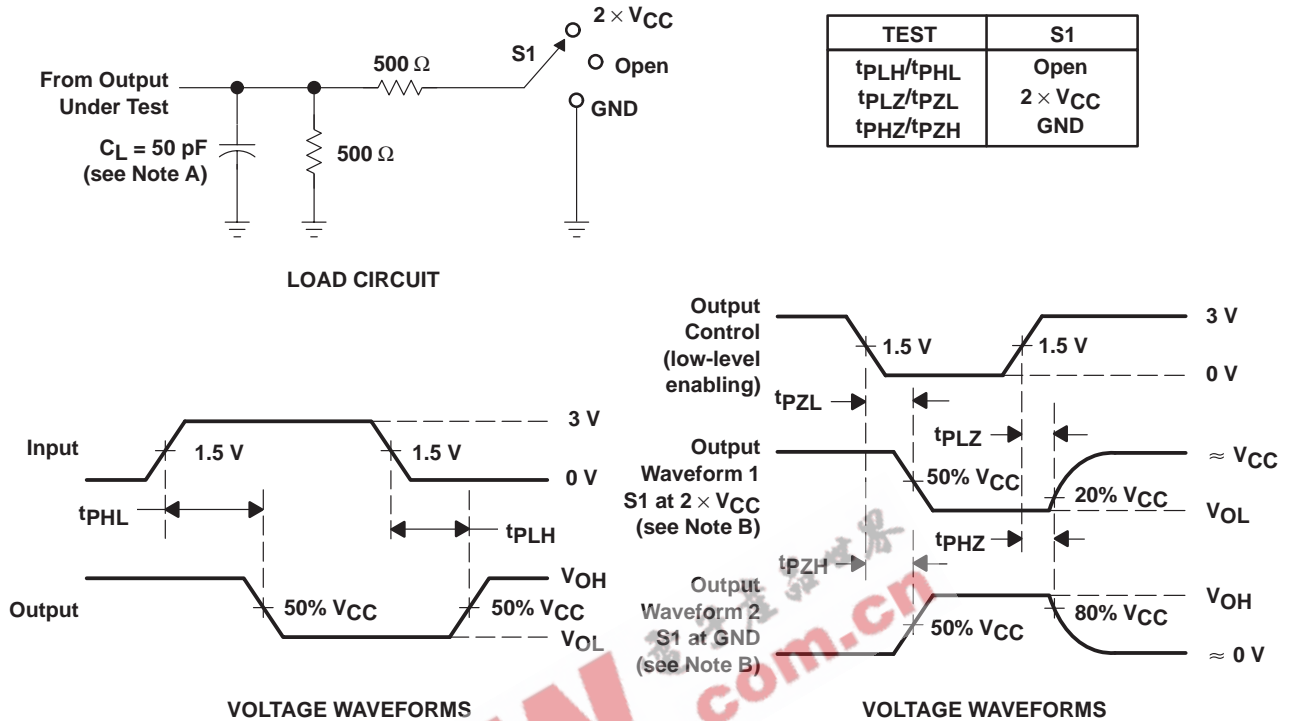 2 × VCC
S1
Open
GND
500 Ω
From Output
Under Test
CL = 50 pF
(see Note A)
500 Ω
LOAD CIRCUIT
TEST S1
tPLH/tPHL Open
tPLZ/tPZL 2 × VCC
tPHZ/tPZH GND
Input
1.5 V
1.5 V
3 V
0 V
tPHL
tPLH
Output
50% VCC
50% VCC
VOH
VOL
VOLTAGE WAVEFORMS
Output
Control
(low-level
enabling)
1.5 V
1.5 V
3 V
0 V
tPZL
tPLZ
Output
Waveform 1
S1 at 2 × VCC
(see Note B)
50% VCC
20% VCC
≈ VCC
VOL
tPZH
tPHZ
Output
Waveform 2
S1 at GND
(see Note B)
50% VCC
80% VCC
VOH
≈ 0 V
VOLTAGE WAVEFORMS
com.cn